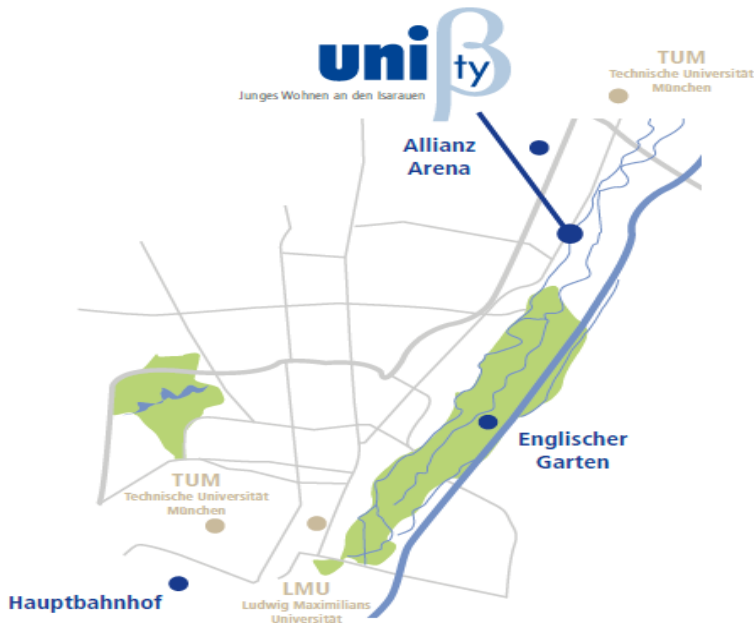 uni
βty
Junges Wohnen an den Isarauen
TUM
Technische Universität
München
Allianz
Arena
Englischer
Garten
TUM
Technische Universität
München
LMU
Ludwig Maximilians
Universität
Hauptbahnhof